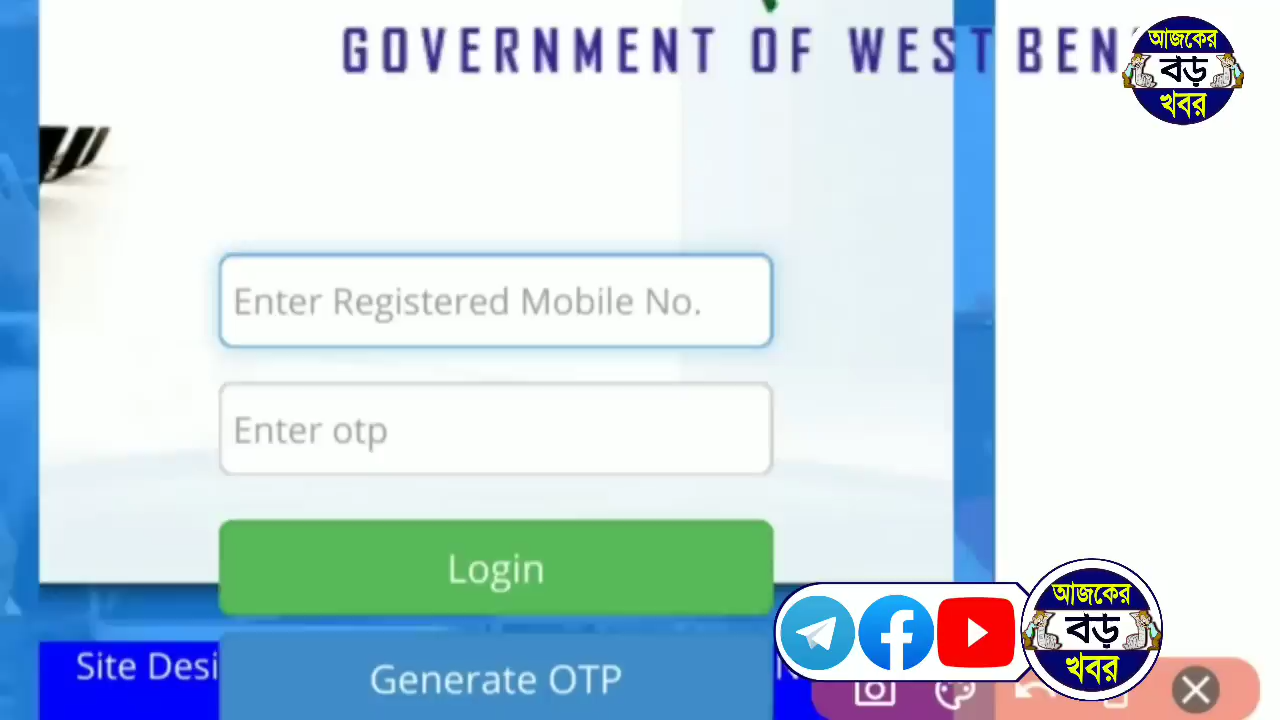 GOVERNMENT OF WEST BEN
আজকের
বড়
খবর
Enter Registered Mobile No.
Enter otp
Login
Generate OTP
Site Desi
আজকের
বড়
খবর